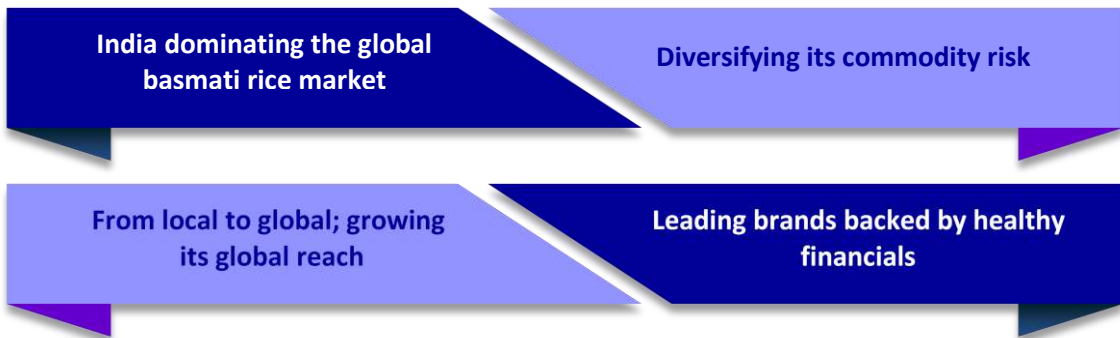 India dominating the global
basmati rice market
Diversifying its commodity risk
From local to global; growing
its global reach
Leading brands backed by healthy
financials